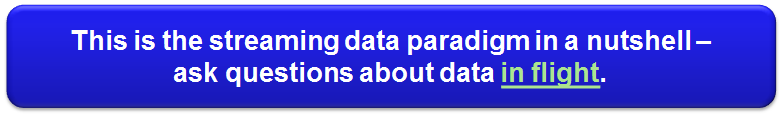 This is the streaming data paradigm in a nutshell –
ask questions about data in flight.